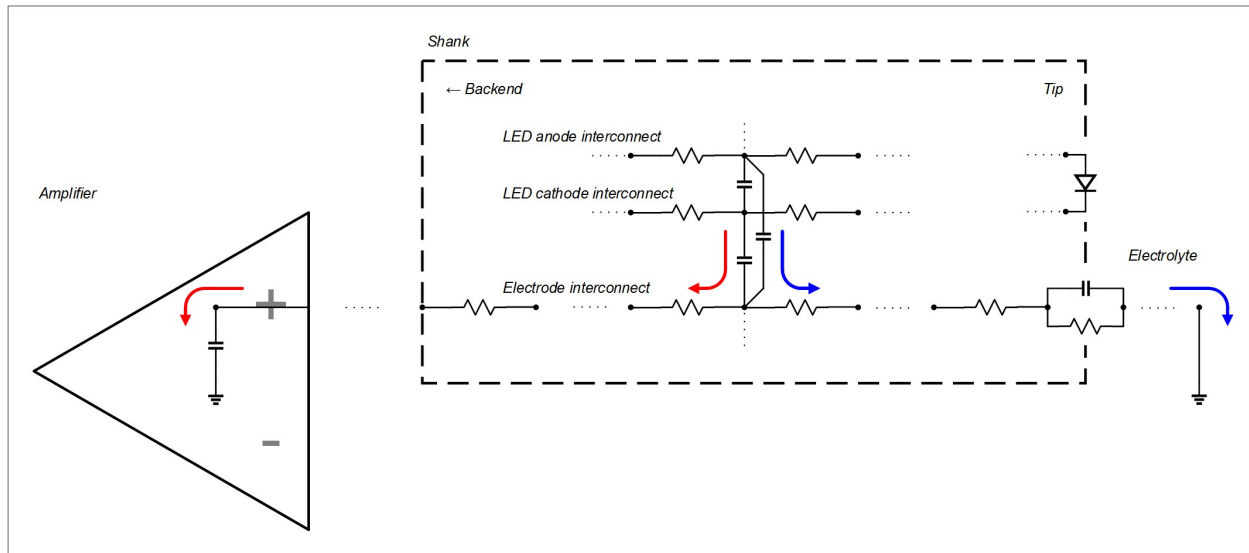 Shank
← Backend
Tip
LED anode interconnect
Amplifier
LED cathode interconnect
Electrolyte
Electrode interconnect
+
-